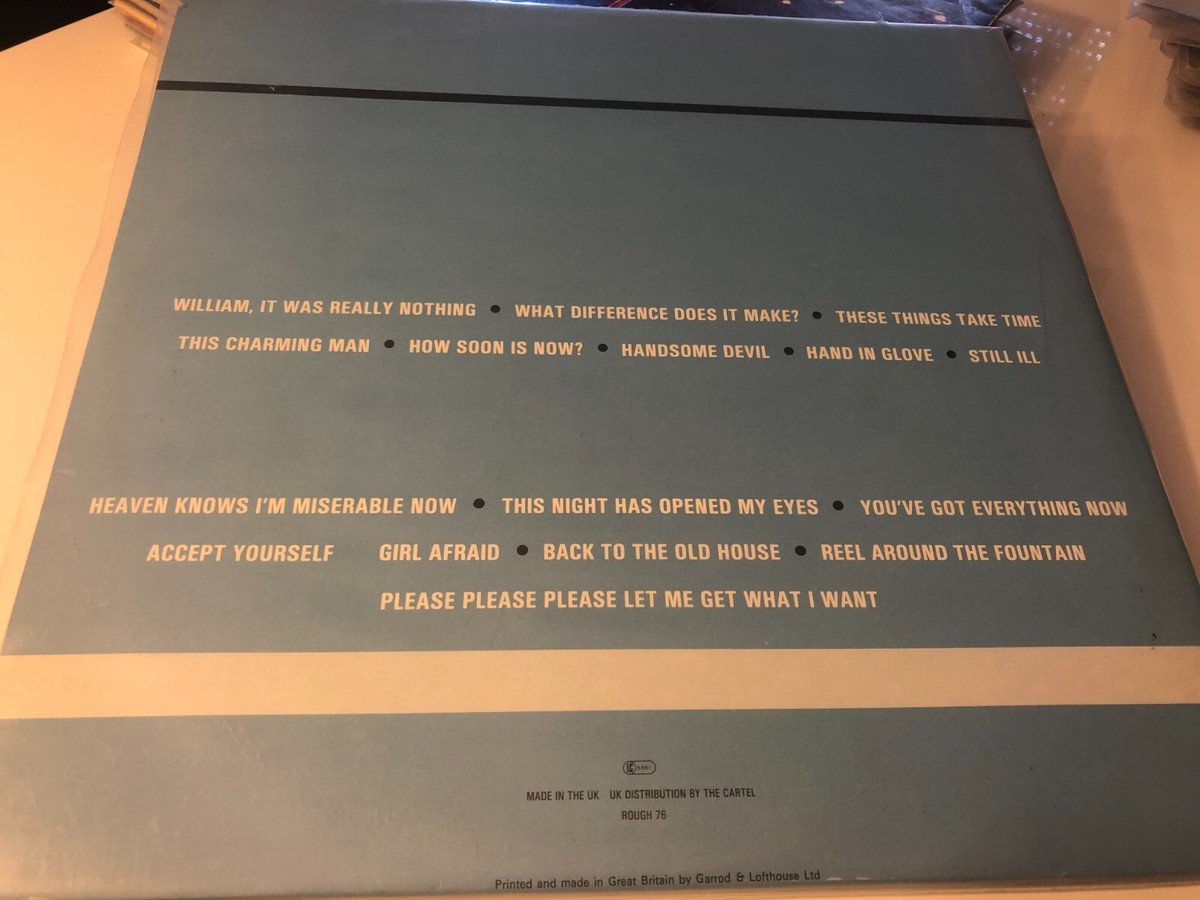 WILLIAM, IT WAS REALLY NOTHING • WHAT DIFFERENCE DOES IT MAKE? • THESE THINGS TAKE TIME
THIS CHARMING MAN • HOW SOON IS NOW? • HANDSOME DEVIL • HAND IN GLOVE • STILL ILL
HEAVEN KNOWS I'M MISERABLE NOW • THIS NIGHT HAS OPENED MY EYES • YOU'VE GOT EVERYTHING NOW
ACCEPT YOURSELF GIRL AFRAID • BACK TO THE OLD HOUSE • REEL AROUND THE FOUNTAIN
PLEASE PLEASE PLEASE LET ME GET WHAT I WANT
LC
MADE IN THE UK UK DISTRIBUTION BY THE CARTEL
ROUGH 76
Printed and made in Great Britain by Garrod & Lofthouse Ltd